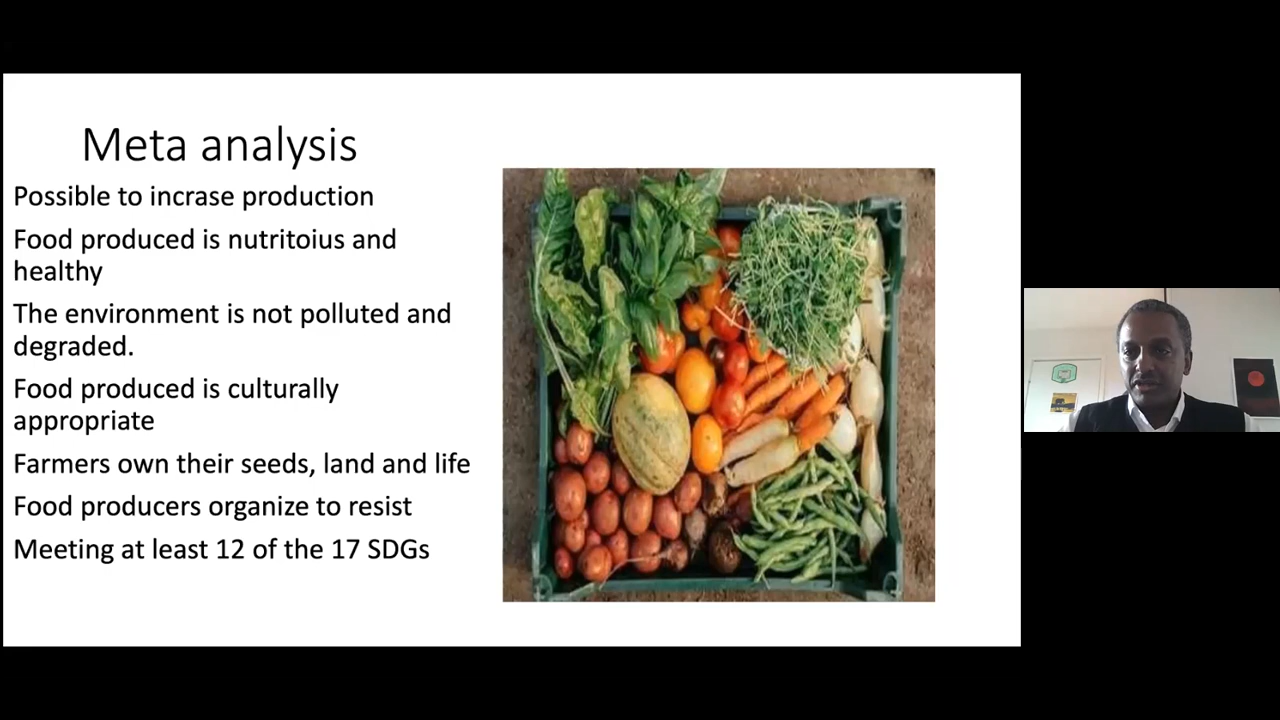 Meta analysis
Possible to incrase production
Food produced is nutritoius and
healthy
The environment is not polluted and
degraded.
Food produced is culturally
appropriate
Farmers own their seeds, land and life
Food producers organize to resist
Meeting at least 12 of the 17 SDGs